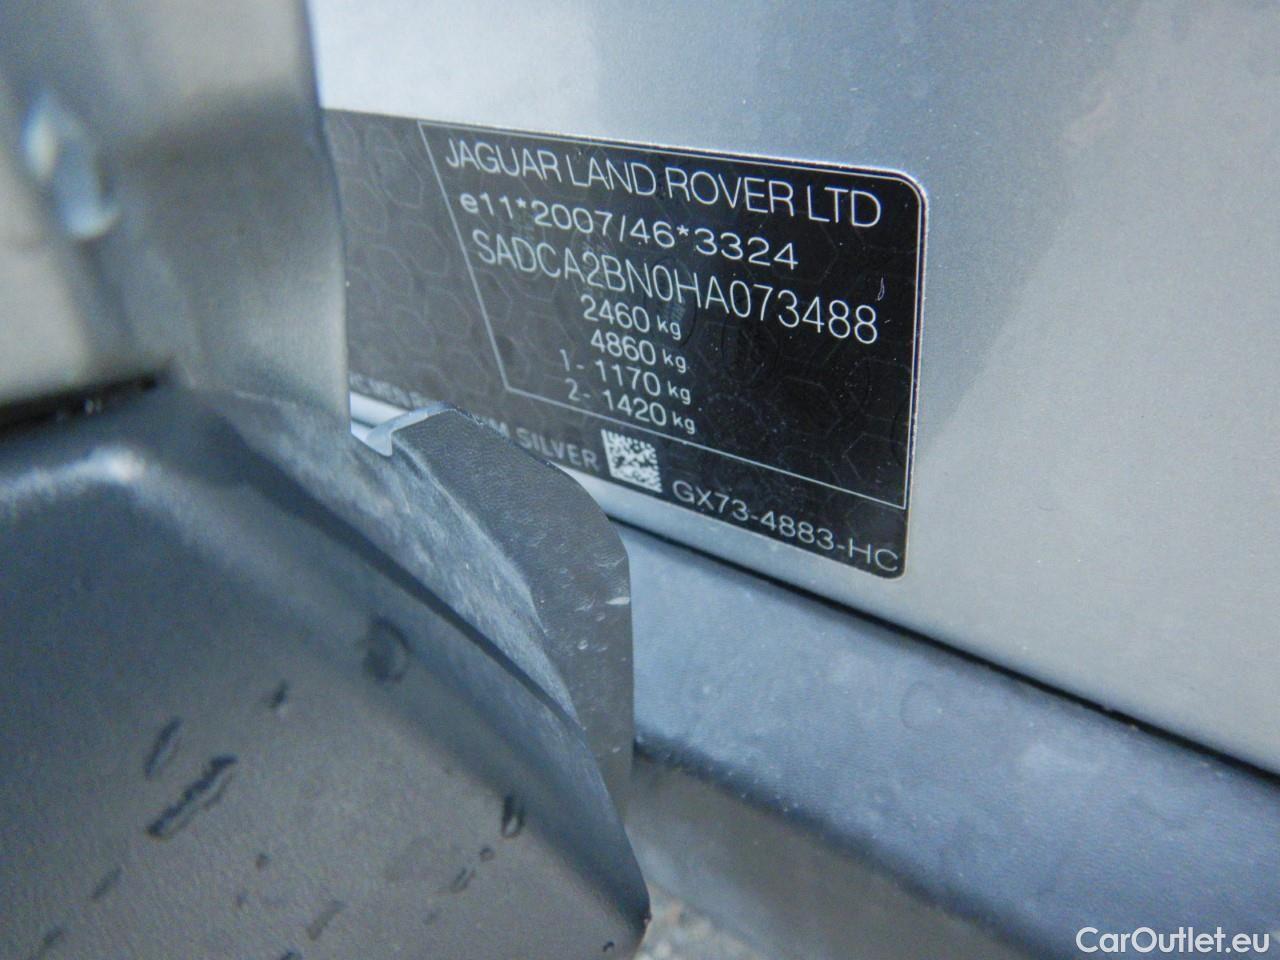 JAGUAR LAND ROVER LTD
e11*2007/46*3324
SADCA2BN0HA073488
2460 kg
4860 kg
1- 1170 kg
2- 1420 kg
SILVER
GX73-4883-HC
CarOutlet.eu